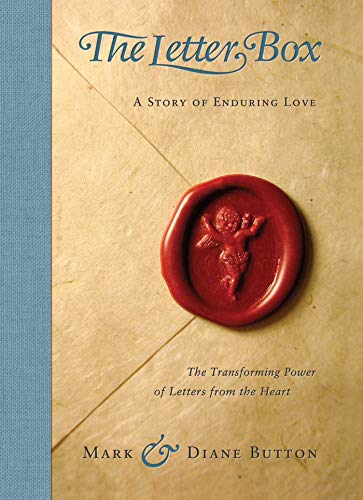 The Letter Box
A Story of Enduring Love
The Transforming Power
of Letters from the Heart
Mark & Diane Button